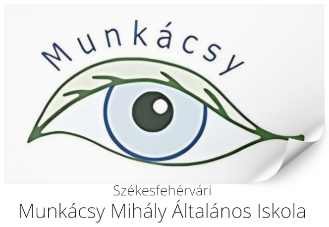 Munkácsy
Székesfehérvári
Munkácsy Mihály Általános Iskola